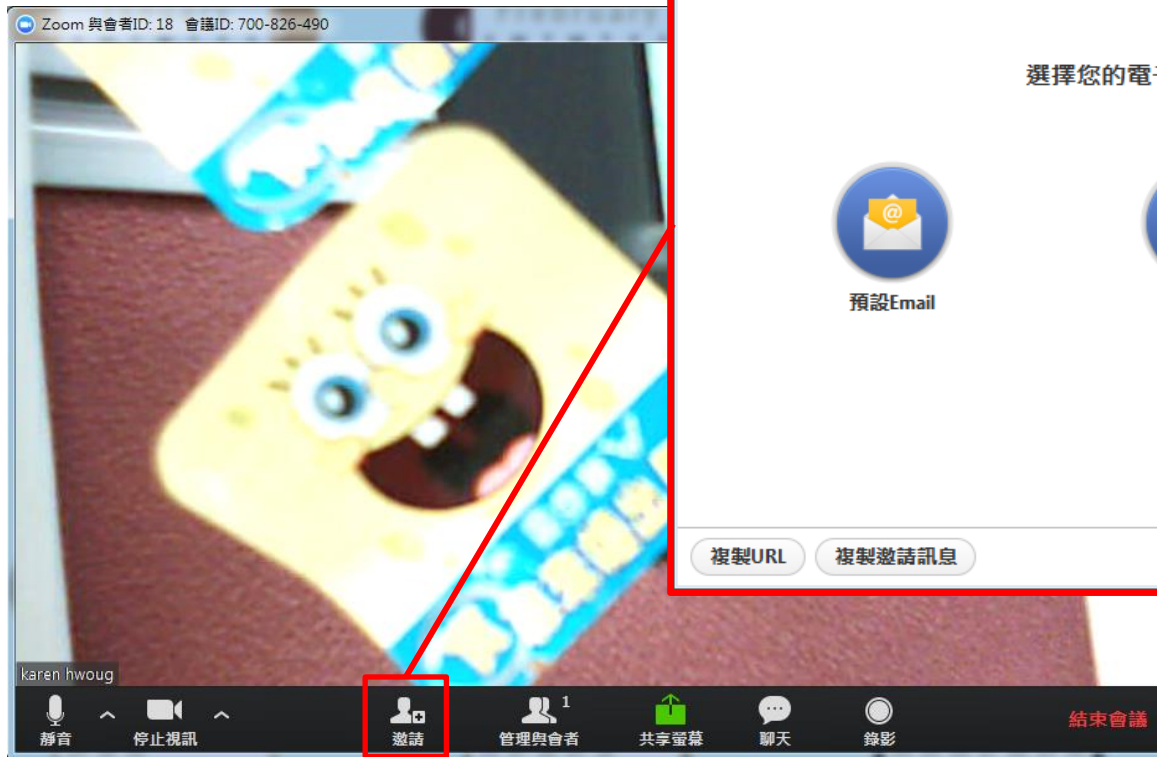 Zoom 與會者ID: 18 會議ID: 700-826-490
選擇您的電
@
預設Email
複製URL
複製邀請訊息
karen hwoug
靜音
停止視訊
邀請
管理與會者
1
共享螢幕
聊天
錄影
結束會議